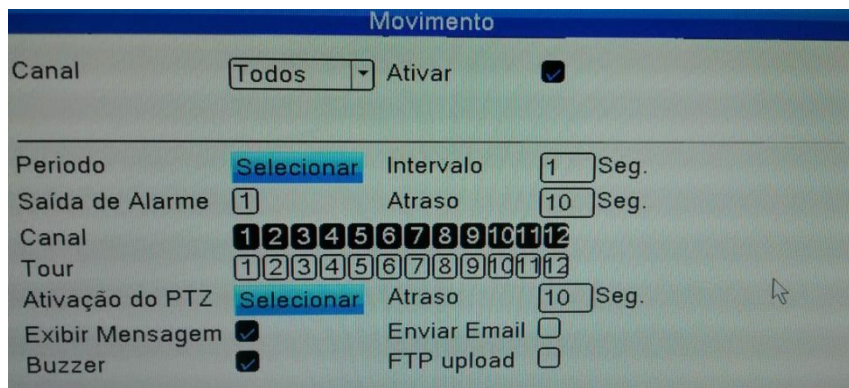 Movimento
Canal Todos Ativar
Periodo Selecionar Intervalo 1 Seg.
Saída de Alarme 1 Atraso 10 Seg.
Canal 1 2 3 4 5 6 7 8 9 10 11 12
Tour 1 2 3 4 5 6 7 8 9 10 11 12
Ativação do PTZ Selecionar Atraso 10 Seg.
Exibir Mensagem Enviar Email
Buzzer FTP upload